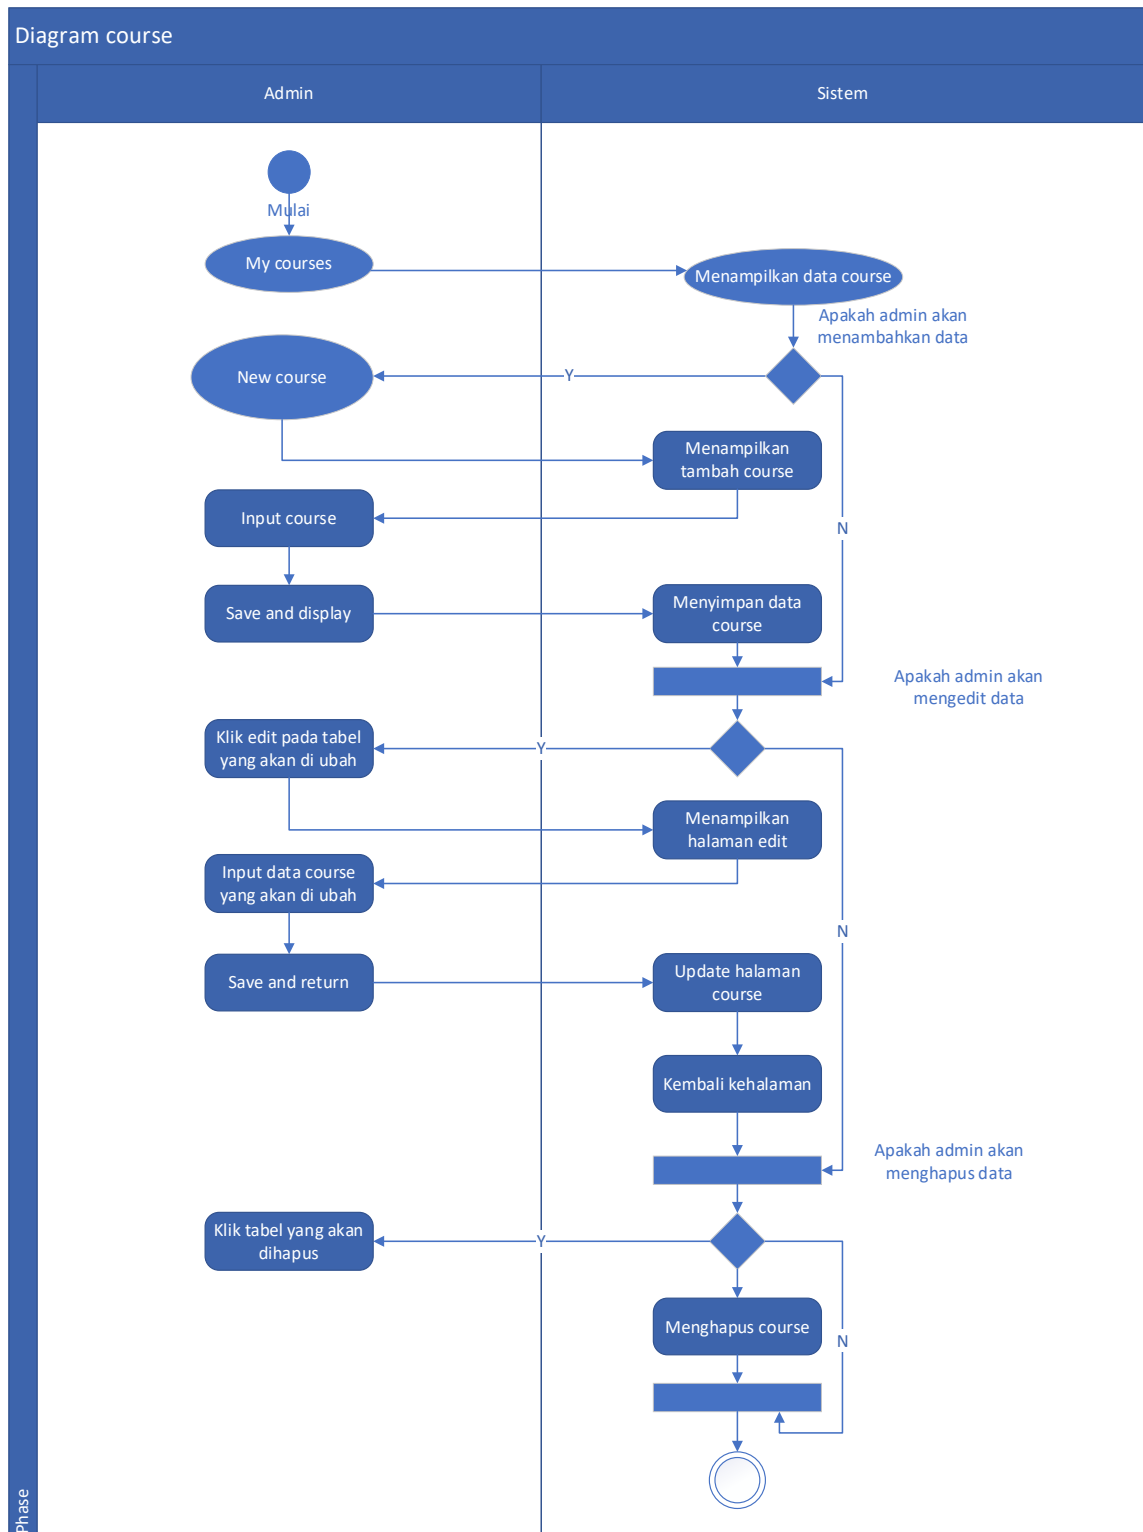 Diagram course
Admin
Sistem
Mulai
My courses
Menampilkan data course
Apakah admin akan
menambahkan data
New course
Y
Menampilkan
tambah course
Input course
N
Save and display
Menyimpan data
course
Apakah admin akan
mengedit data
Klik edit pada tabel
yang akan di ubah
Y
Menampilkan
halaman edit
Input data course
yang akan di ubah
N
Save and return
Update halaman
course
Kembali kehalaman
Apakah admin akan
menghapus data
Klik tabel yang akan
dihapus
Y
Menghapus course
N
Phase